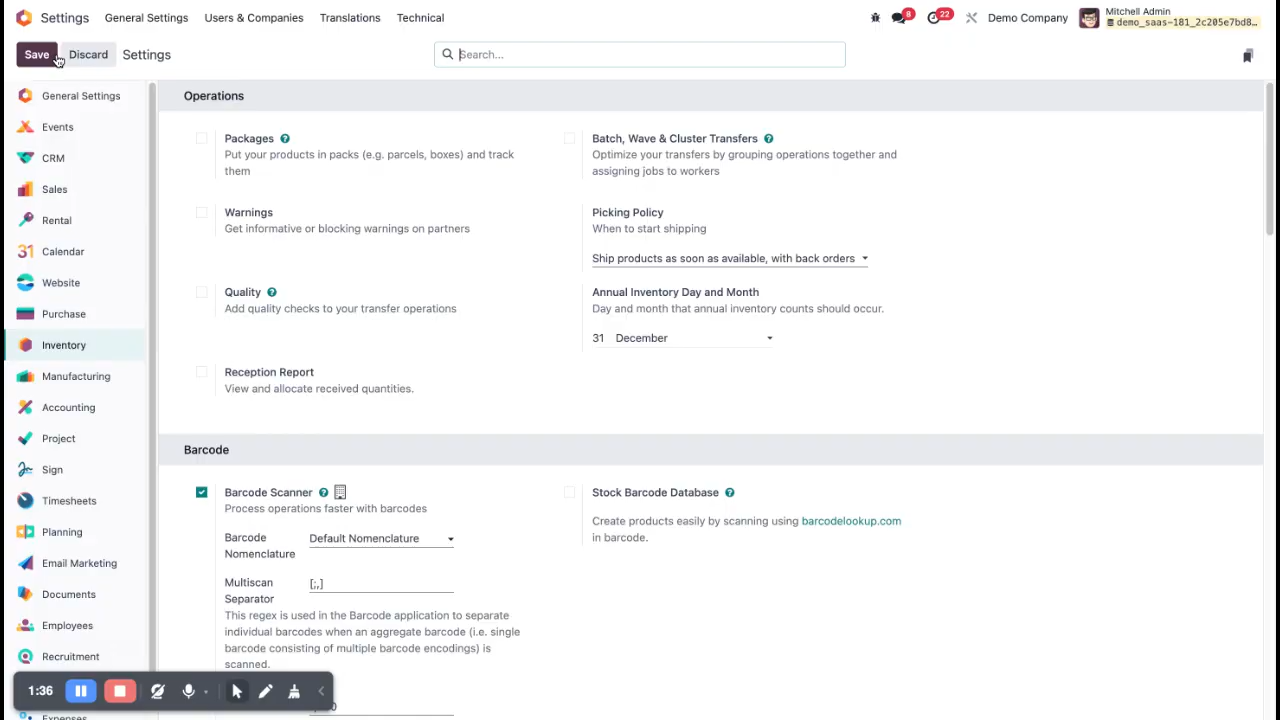 Settings General Settings Users & Companies Translations Technical 8 22 Demo Company Mitchell Admin
demo_saas-181_2c205e7bd8...
Save Discard Settings Search...
General Settings
Events
CRM
Sales
Rental
31 Calendar
Website
Purchase
Inventory
Manufacturing
Accounting
Project
Sign
Timesheets
Planning
Email Marketing
Documents
Employees
Recruitment
Expenses
Operations
Packages ?
Put your products in packs (e.g. parcels, boxes) and track
them
Batch, Wave & Cluster Transfers ?
Optimize your transfers by grouping operations together and
assigning jobs to workers
Warnings
Get informative or blocking warnings on partners
Picking Policy
When to start shipping
Ship products as soon as available, with back orders
Quality ?
Add quality checks to your transfer operations
Annual Inventory Day and Month
Day and month that annual inventory counts should occur.
31 December
Reception Report
View and allocate received quantities.
Barcode
Barcode Scanner ?
Process operations faster with barcodes
Barcode
Nomenclature
Default Nomenclature
Multiscan
Separator
[;,]
This regex is used in the Barcode application to separate
individual barcodes when an aggregate barcode (i.e. single
barcode consisting of multiple barcode encodings) is
scanned.
Stock Barcode Database ?
Create products easily by scanning using barcodelookup.com
in barcode.
1:36